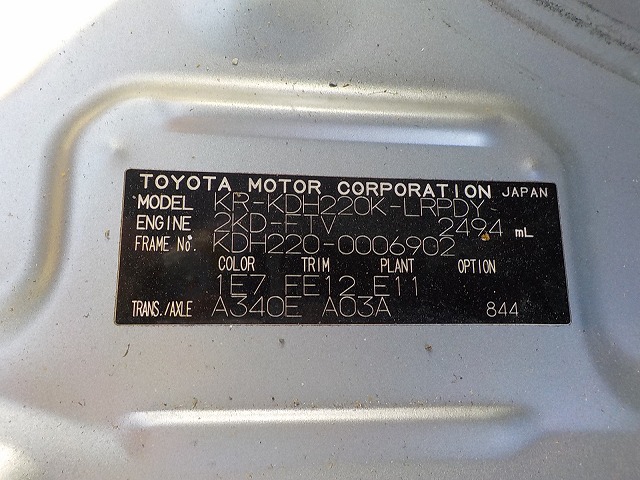 TOYOTA MOTOR CORPORATION JAPAN
MODEL KR-KDH220K-LRPDY
ENGINE 2KD-FTV 2494 mL
FRAME No. KDH220-0006902
COLOR TRIM PLANT OPTION
1E7 FE12 E11
TRANS./AXLE A340E A03A 844